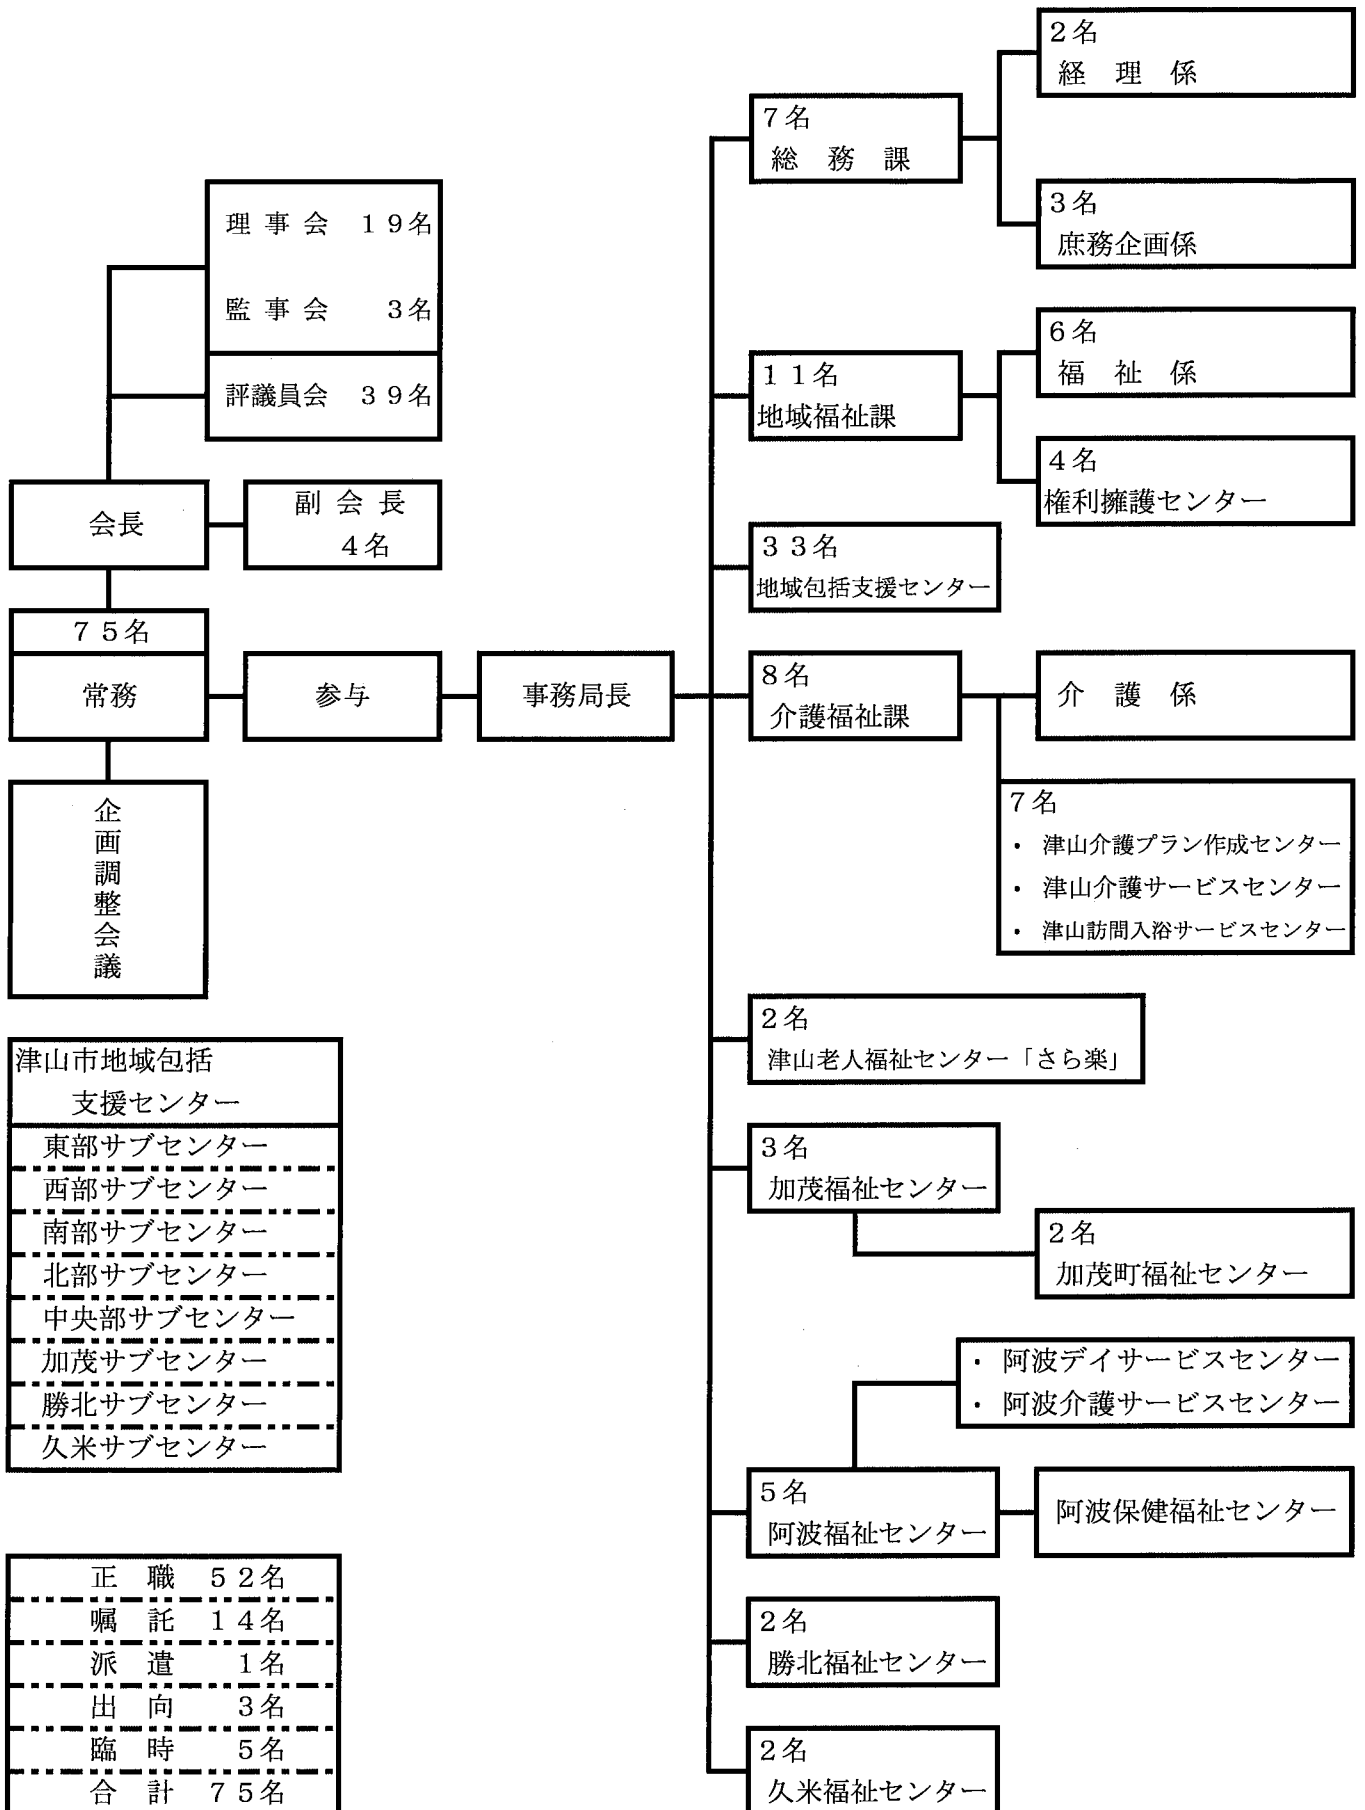 理事会 19名
監事会 3名
評議員会 39名
会長
副会長
4名
75名
常務
参与
事務局長
企画調整会議
津山市地域包括
支援センター
東部サブセンター
西部サブセンター
南部サブセンター
北部サブセンター
中央部サブセンター
加茂サブセンター
勝北サブセンター
久米サブセンター
正職 52名
嘱託 14名
派遣 1名
出向 3名
臨時 5名
合計 75名
7名
総務課
2名
経理係
3名
庶務企画係
11名
地域福祉課
6名
福祉係
4名
権利擁護センター
33名
地域包括支援センター
8名
介護福祉課
介護係
7名
・ 津山介護プラン作成センター
・ 津山介護サービスセンター
・ 津山訪問入浴サービスセンター
2名
津山老人福祉センター「さら楽」
3名
加茂福祉センター
2名
加茂町福祉センター
・ 阿波デイサービスセンター
・ 阿波介護サービスセンター
5名
阿波福祉センター
阿波保健福祉センター
2名
勝北福祉センター
2名
久米福祉センター